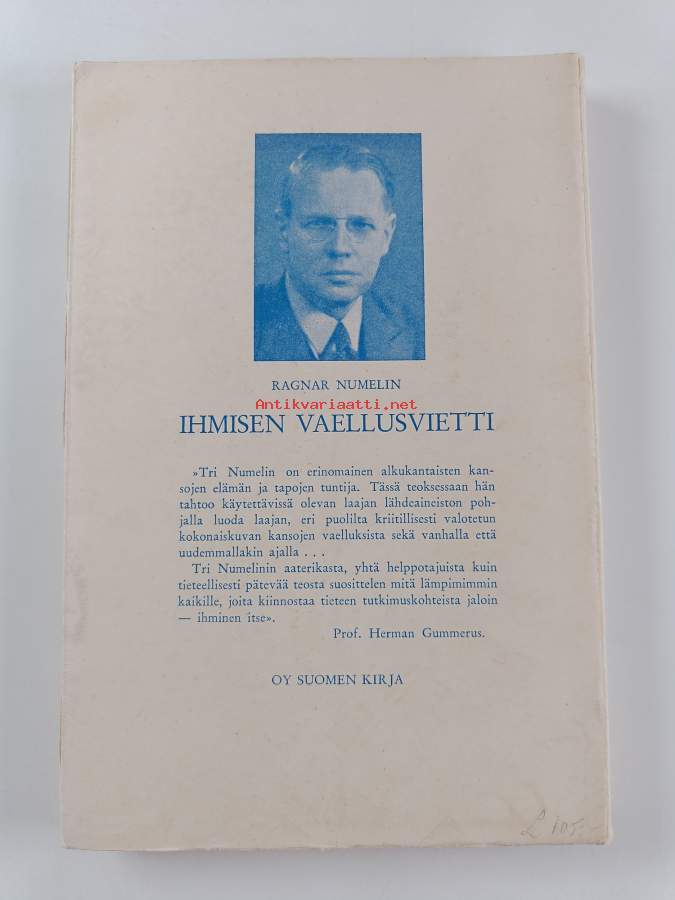 RAGNAR NUMELIN
Antikvariaatti.net
IHMISEN VAELLUSVIETTI
»Tri Numelin on erinomainen alkukantaisten kan-
sojen elämän ja tapojen tuntija. Tässä teoksessaan hän
tahtoo käytettävissä olevan laajan lähdeaineiston poh-
jalla luoda laajan, eri puolilta kriitillisesti valotetun
kokonaiskuvan kansojen vaelluksista sekä vanhalla että
uudemmallakin ajalla . . .
Tri Numelinin aaterikasta, yhtä helppotajuista kuin
tieteellisesti pätevää teosta suosittelen mitä lämpimimmin
kaikille, joita kiinnostaa tieteen tutkimuskohteista jaloin
— ihminen itse».
Prof. Herman Gummerus.
OY SUOMEN KIRJA
105:-